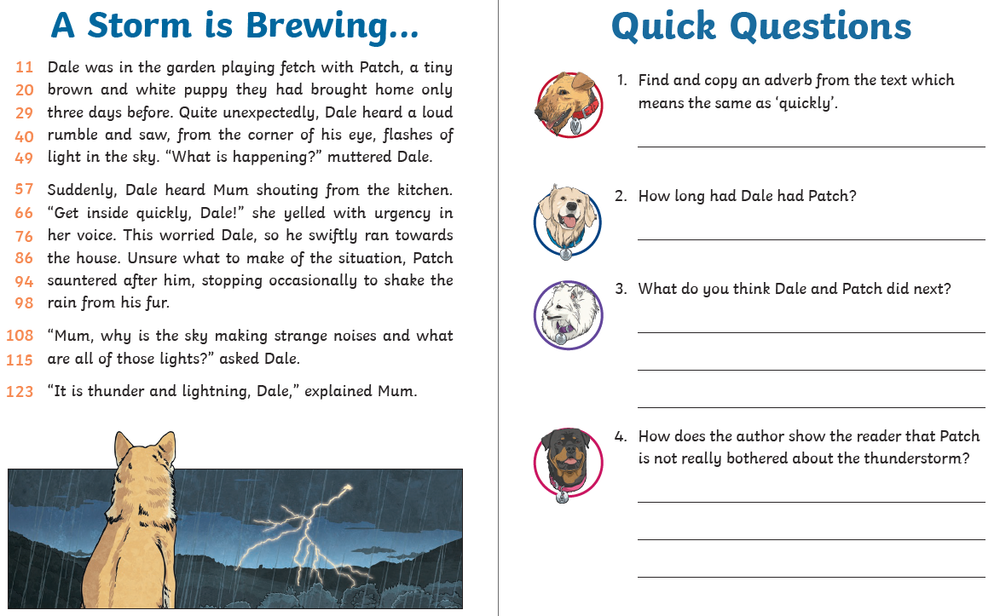 A Storm is Brewing...
11 Dale was in the garden playing fetch with Patch, a tiny
20 brown and white puppy they had brought home only
29 three days before. Quite unexpectedly, Dale heard a loud
40 rumble and saw, from the corner of his eye, flashes of
49 light in the sky. “What is happening?” muttered Dale.
57 Suddenly, Dale heard Mum shouting from the kitchen.
66 “Get inside quickly, Dale!” she yelled with urgency in
76 her voice. This worried Dale, so he swiftly ran towards
86 the house. Unsure what to make of the situation, Patch
94 sauntered after him, stopping occasionally to shake the
98 rain from his fur.
108 “Mum, why is the sky making strange noises and what
115 are all of those lights?” asked Dale.
123 “It is thunder and lightning, Dale,” explained Mum.
Quick Questions
1. Find and copy an adverb from the text which
means the same as ‘quickly’.
2. How long had Dale had Patch?
3. What do you think Dale and Patch did next?
4. How does the author show the reader that Patch
is not really bothered about the thunderstorm?